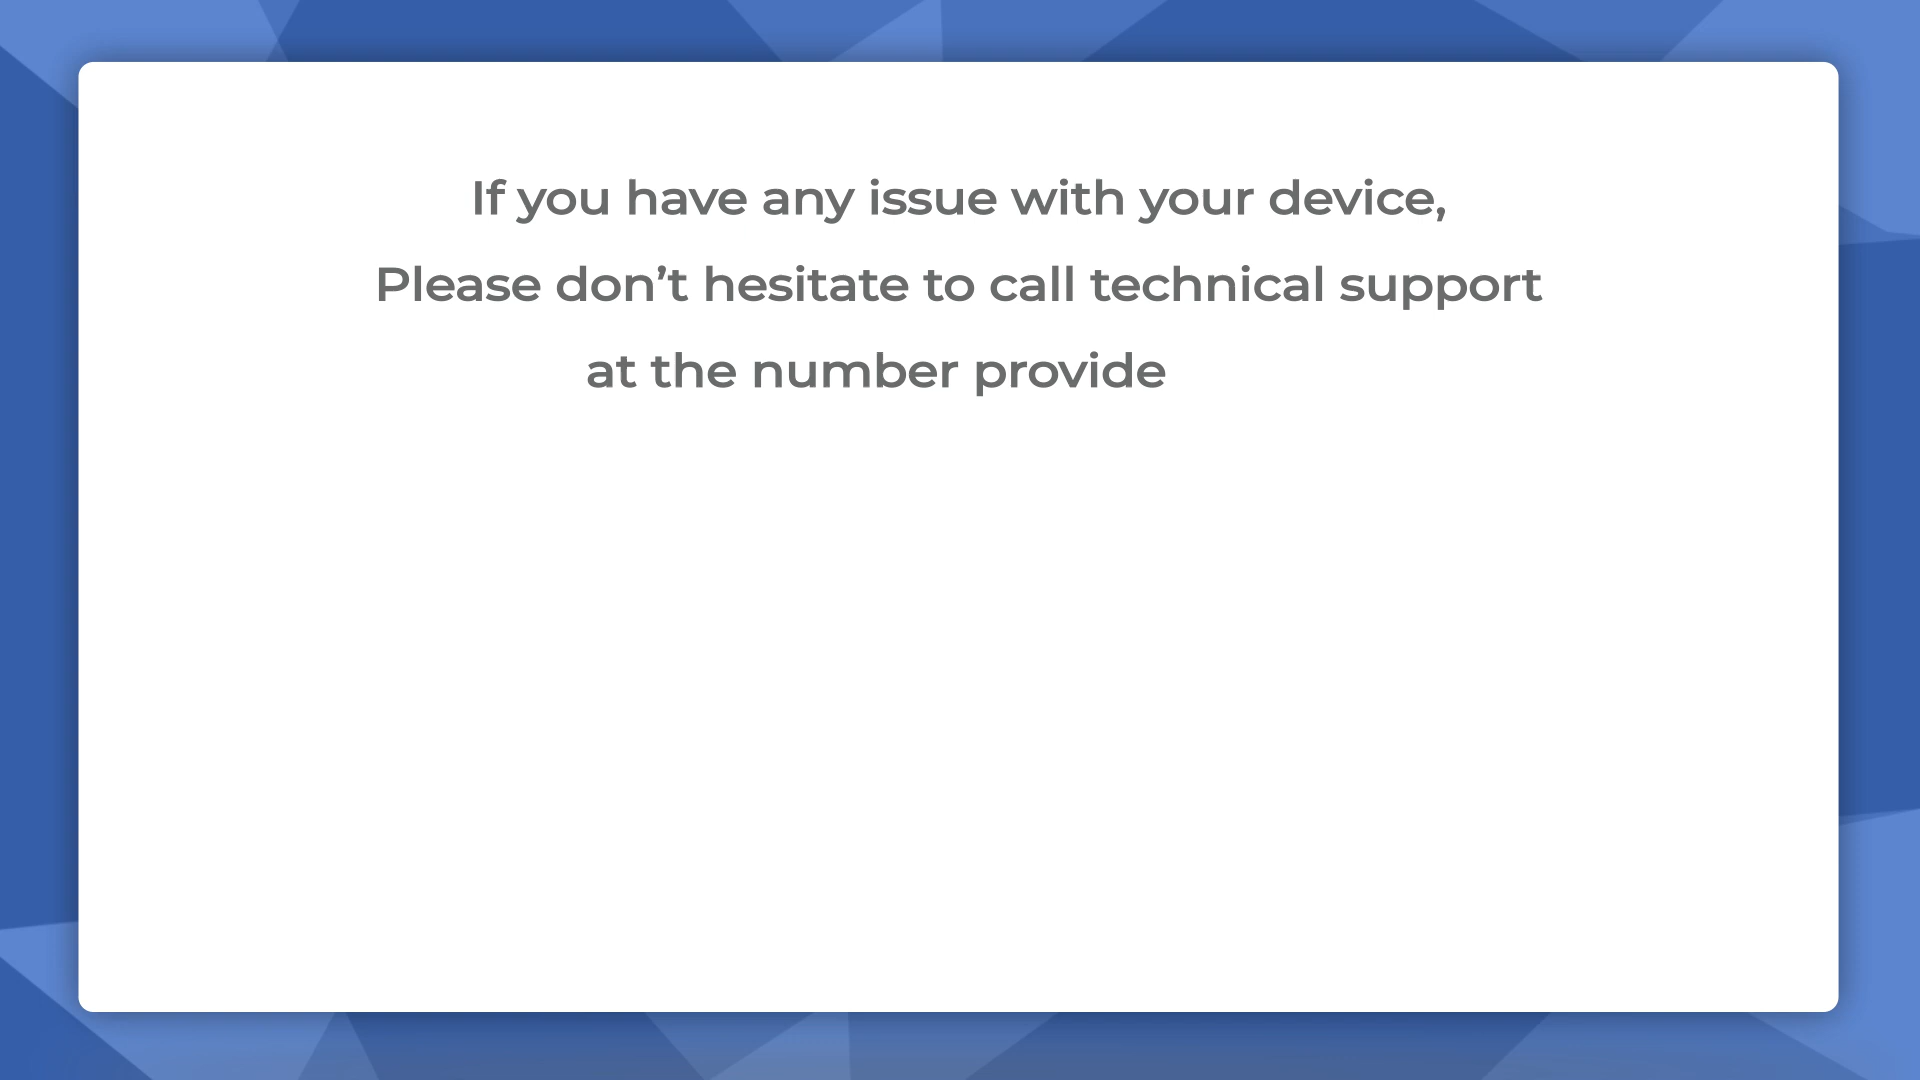 If you have any issue with your device,
Please don’t hesitate to call technical support
at the number provide